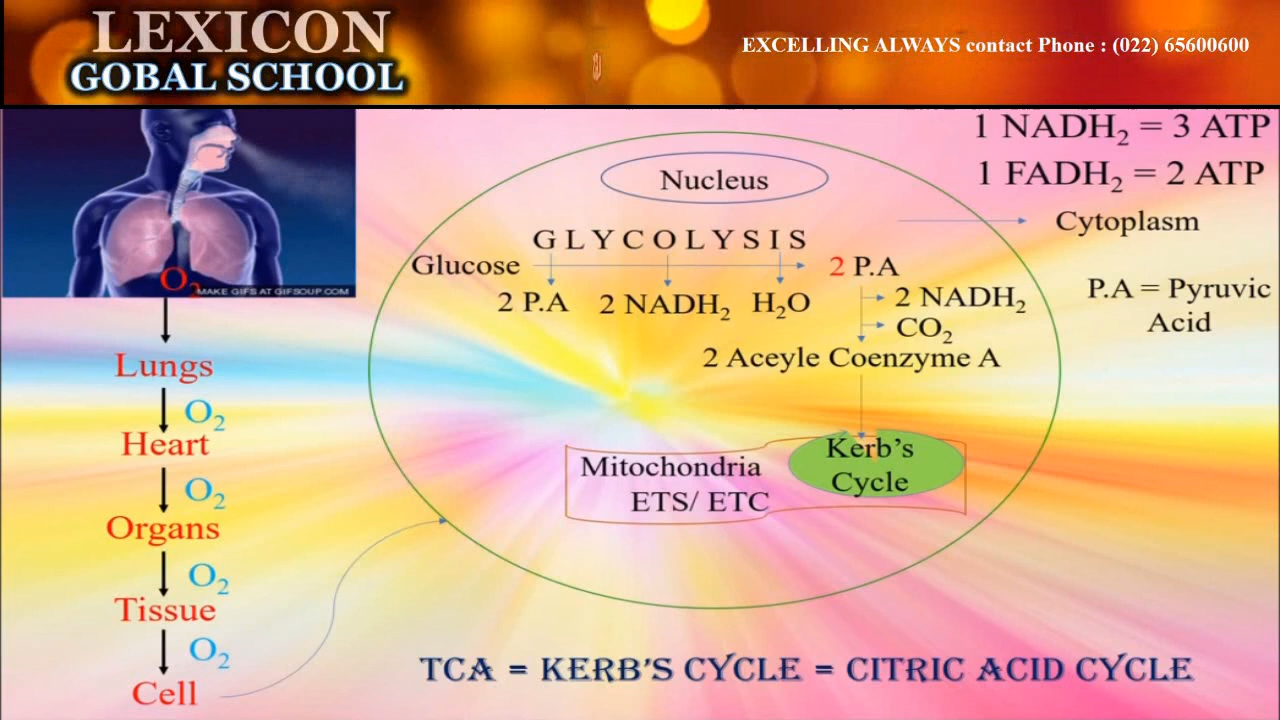 LEXICON
GOBAL SCHOOL
EXCELLING ALWAYS contact Phone : (022) 65600600
MAKE GIFS AT GIFSOUP.COM
O₂
Lungs
O₂
Heart
O₂
Organs
O₂
Tissue
O₂
Cell
1 NADH₂ = 3 ATP
1 FADH₂ = 2 ATP
Nucleus
Cytoplasm
G L Y C O L Y S I S
Glucose
2 P.A
2 P.A
2 NADH₂
H₂O
2 NADH₂
CO₂
P.A = Pyruvic
Acid
2 Aceyle Coenzyme A
Kerb's
Cycle
Mitochondria
ETS/ ETC
TCA = KERB'S CYCLE = CITRIC ACID CYCLE